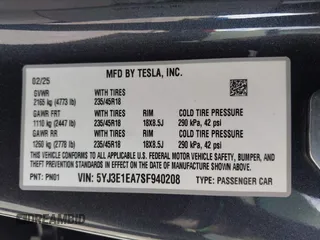 MFD BY TESLA, INC.
02/25
GVWR WITH TIRES
2165 kg (4773 lb) 235/45R18
GAWR FRT WITH TIRES RIM COLD TIRE PRESSURE
1110 kg (2447 lb) 235/45R18 18X8.5J 290 kPa, 42 psi
GAWR RR WITH TIRES RIM COLD TIRE PRESSURE
1260 kg (2778 lb) 235/45R18 18X8.5J 290 kPa, 42 psi
THIS VEHICLE CONFORMS TO ALL APPLICABLE U.S. FEDERAL MOTOR VEHICLE SAFETY, BUMPER,
AND THEFT PREVENTION STANDARDS IN EFFECT ON THE DATE OF MANUFACTURE SHOWN ABOVE.
PNT: PN01 VIN: 5YJ3E1EA7SF940208 TYPE: PASSENGER CAR